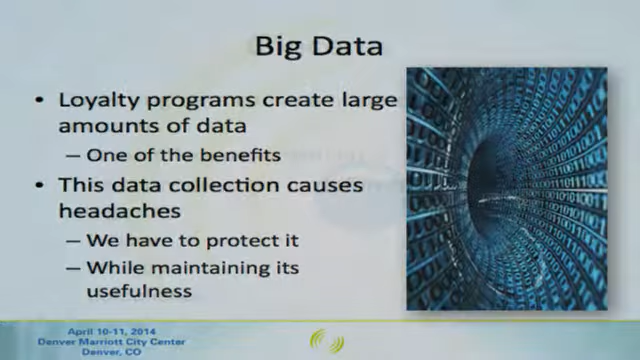 Big Data
• Loyalty programs create large
amounts of data
– One of the benefits
• This data collection causes
headaches
– We have to protect it
– While maintaining its
usefulness
April 10-11, 2014
Denver Marriott City Center
Denver, CO